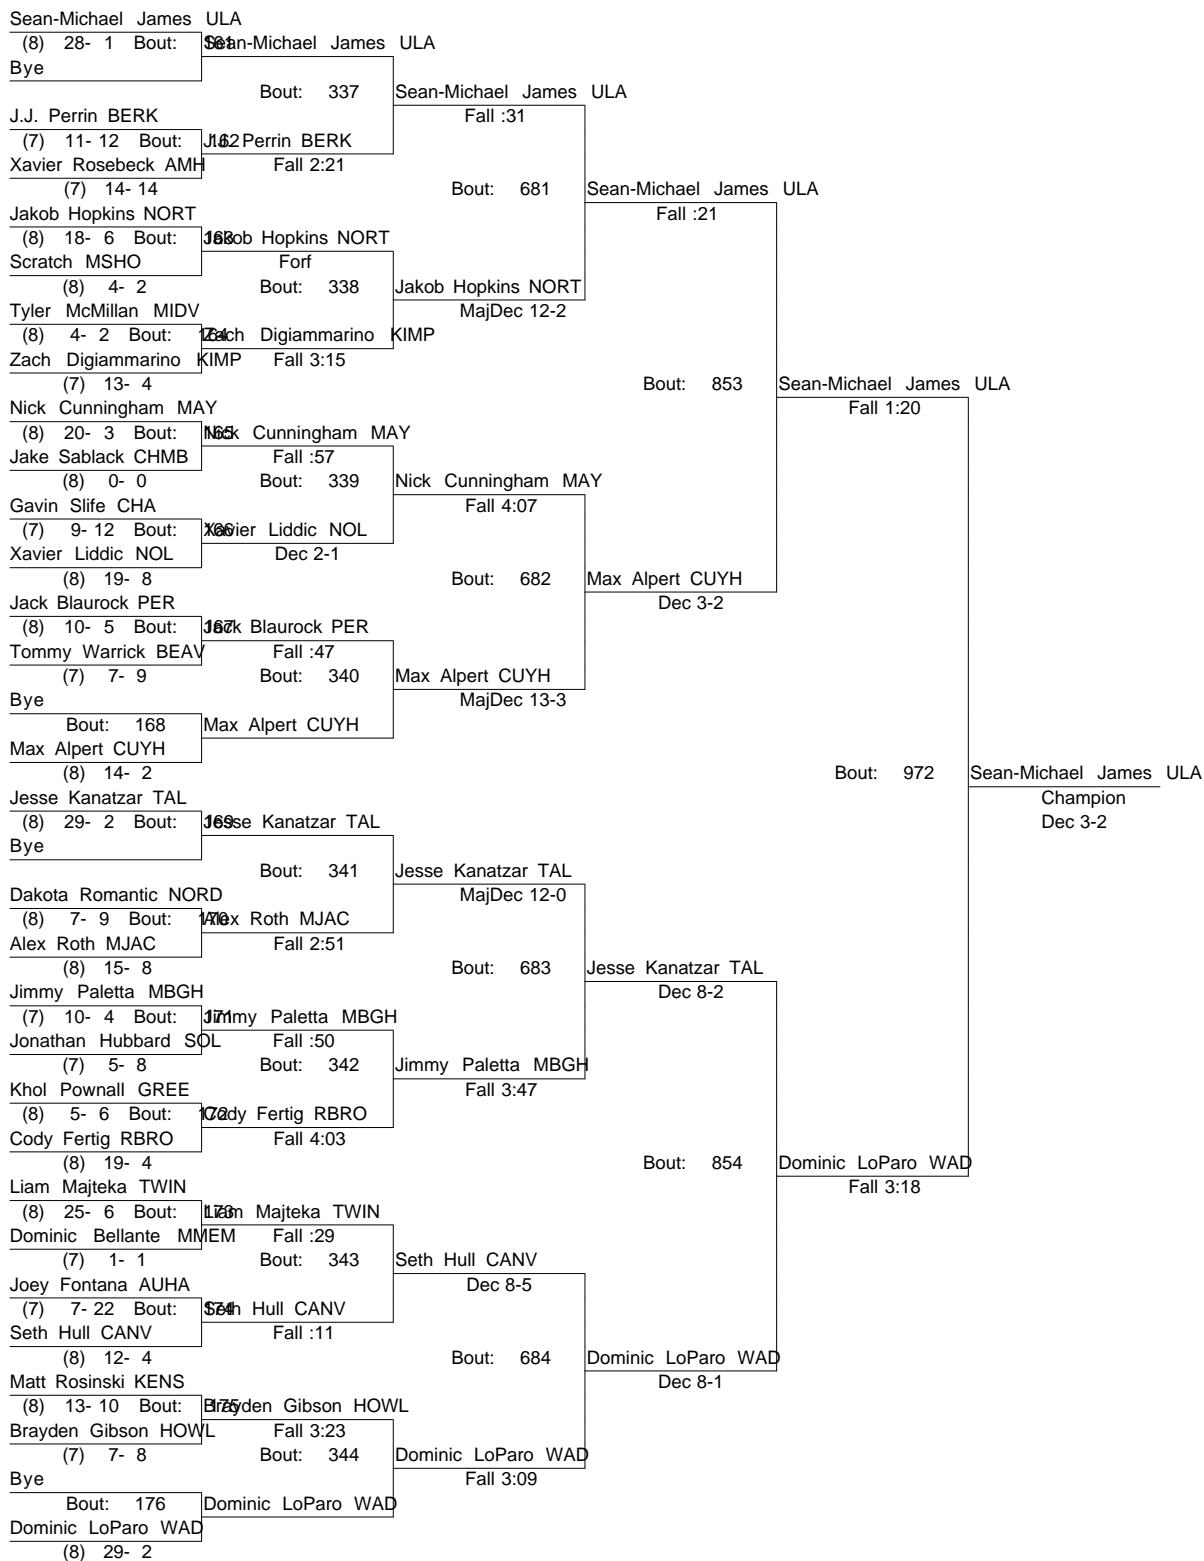 Sean-Michael James ULA
(8) 28- 1 Bout: 161 Sean-Michael James ULA
Bye
Bout: 337 Sean-Michael James ULA
Fall :31
J.J. Perrin BERK
(7) 11- 12 Bout: 162 J.J. Perrin BERK
Xavier Rosebeck AMH Fall 2:21
(7) 14- 14
Bout: 681 Sean-Michael James ULA
Fall :21
Jakob Hopkins NORT
(8) 18- 6 Bout: 163 Jakob Hopkins NORT
Scratch MSHO Forf
(8) 4- 2
Bout: 338 Jakob Hopkins NORT
MajDec 12-2
Tyler McMillan MIDV
(8) 4- 2 Bout: 164 Zach Digiammarino KIMP
Zach Digiammarino KIMP Fall 3:15
(7) 13- 4
Bout: 853 Sean-Michael James ULA
Fall 1:20
Nick Cunningham MAY
(8) 20- 3 Bout: 165 Nick Cunningham MAY
Jake Sablack CHMB Fall :57
(8) 0- 0
Bout: 339 Nick Cunningham MAY
Fall 4:07
Gavin Slife CHA
(7) 9- 12 Bout: 166 Xavier Liddic NOL
Xavier Liddic NOL Dec 2-1
(8) 19- 8
Bout: 682 Max Alpert CUYH
Dec 3-2
Jack Blaurock PER
(8) 10- 5 Bout: 167 Jack Blaurock PER
Tommy Warrick BEAV Fall :47
(7) 7- 9
Bout: 340 Max Alpert CUYH
MajDec 13-3
Bye
Bout: 168 Max Alpert CUYH
Max Alpert CUYH
(8) 14- 2
Bout: 972 Sean-Michael James ULA
Champion
Dec 3-2
Jesse Kanatzar TAL
(8) 29- 2 Bout: 169 Jesse Kanatzar TAL
Bye
Bout: 341 Jesse Kanatzar TAL
MajDec 12-0
Dakota Romantic NORD
(8) 7- 9 Bout: 170 Alex Roth MJAC
Alex Roth MJAC Fall 2:51
(8) 15- 8
Bout: 683 Jesse Kanatzar TAL
Dec 8-2
Jimmy Paletta MBGH
(7) 10- 4 Bout: 171 Jimmy Paletta MBGH
Jonathan Hubbard SOL Fall :50
(7) 5- 8
Bout: 342 Jimmy Paletta MBGH
Fall 3:47
Khol Pownall GREE
(8) 5- 6 Bout: 172 Cody Fertig RBRO
Cody Fertig RBRO Fall 4:03
(8) 19- 4
Bout: 854 Dominic LoParo WAD
Fall 3:18
Liam Majteka TWIN
(8) 25- 6 Bout: 173 Liam Majteka TWIN
Dominic Bellante MMEM Fall :29
(7) 1- 1
Bout: 343 Seth Hull CANV
Dec 8-5
Joey Fontana AUHA
(7) 7- 22 Bout: 174 Seth Hull CANV
Seth Hull CANV Fall :11
(8) 12- 4
Bout: 684 Dominic LoParo WAD
Dec 8-1
Matt Rosinski KENS
(8) 13- 10 Bout: 175 Brayden Gibson HOWL
Brayden Gibson HOWL Fall 3:23
(7) 7- 8
Bout: 344 Dominic LoParo WAD
Fall 3:09
Bye
Bout: 176 Dominic LoParo WAD
Dominic LoParo WAD
(8) 29- 2